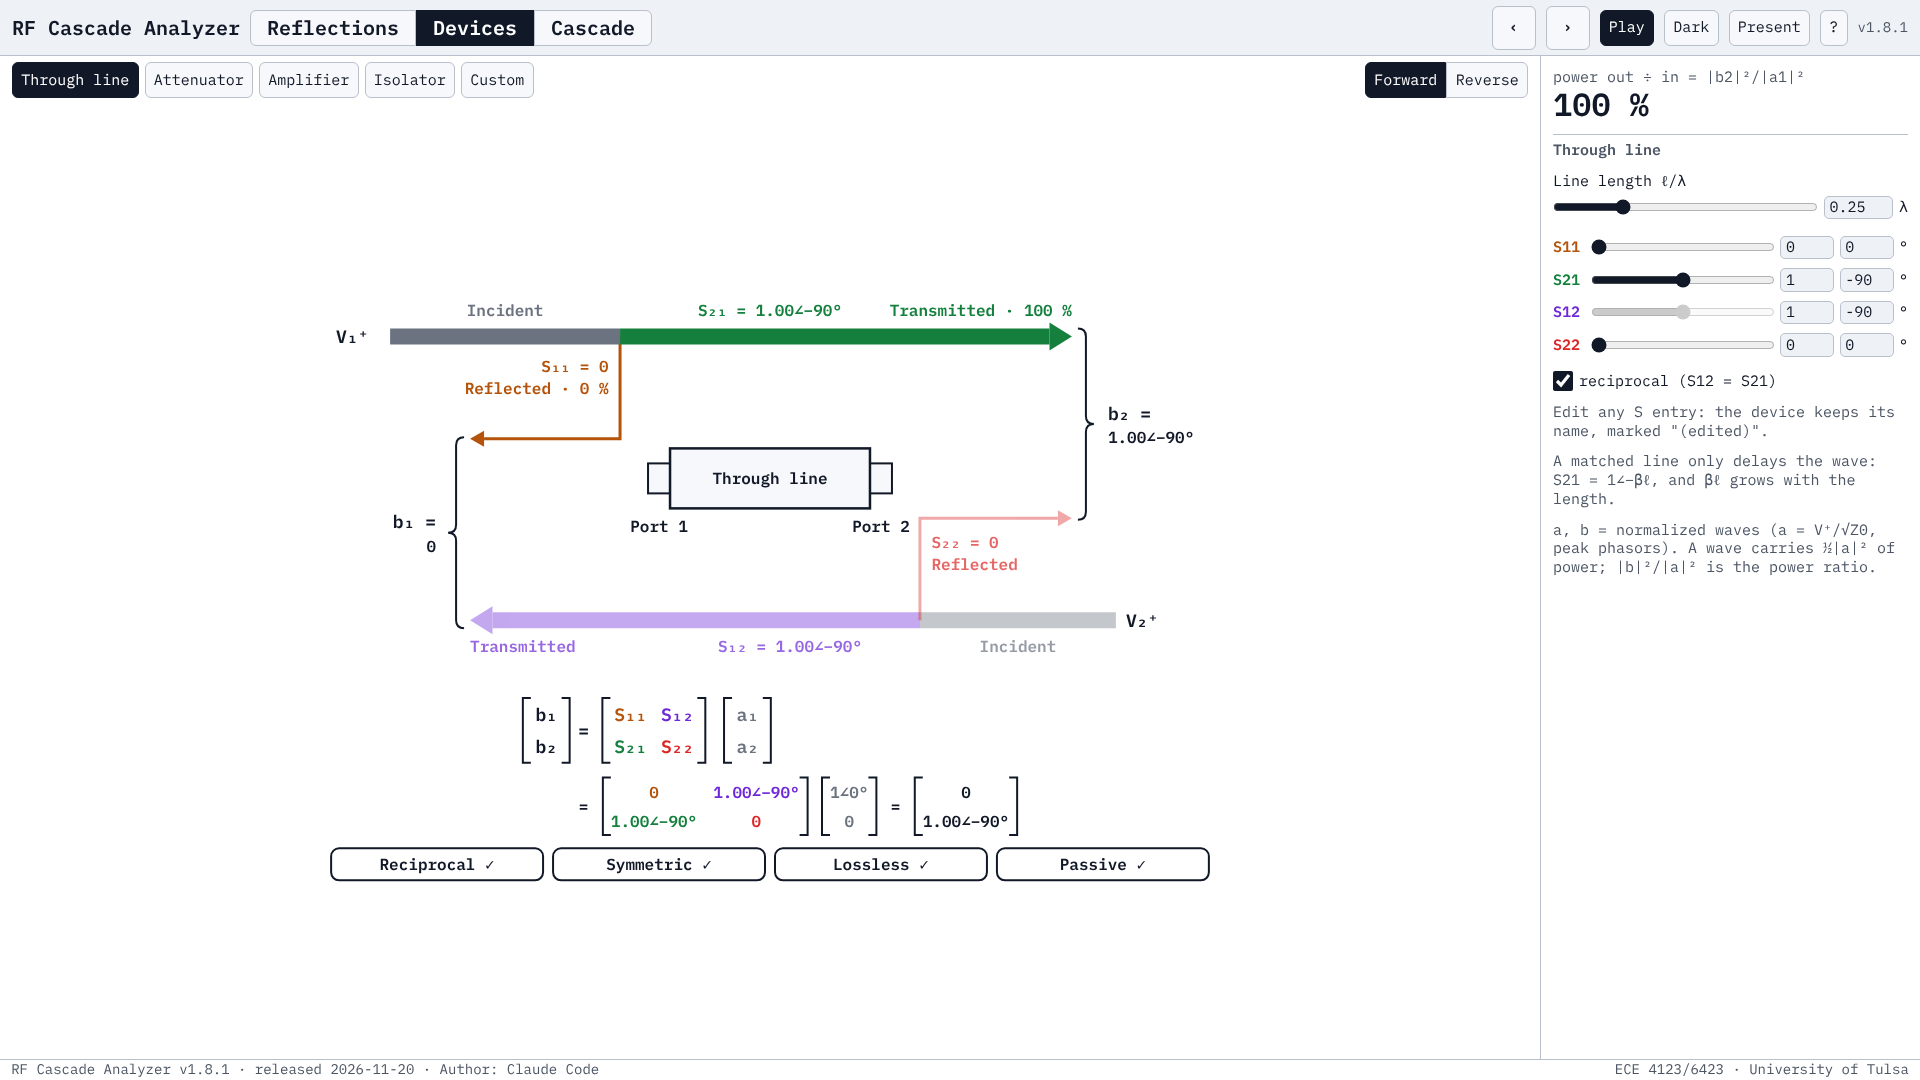 RF Cascade Analyzer Reflections Devices Cascade ‹ › Play Dark Present ? v1.8.1
Through line Attenuator Amplifier Isolator Custom Forward Reverse
power out ÷ in = |b2|²/|a1|²
100 %
Through line
Line length ℓ/λ
0.25 λ
S11 0 0 °
S21 1 -90 °
S12 1 -90 °
S22 0 0 °
reciprocal (S12 = S21)
Edit any S entry: the device keeps its
name, marked "(edited)".
A matched line only delays the wave:
S21 = 1∠−βℓ, and βℓ grows with the
length.
a, b = normalized waves (a = V⁺/√Z0,
peak phasors). A wave carries ½|a|² of
power; |b|²/|a|² is the power ratio.
Incident S₂₁ = 1.00∠−90° Transmitted · 100 %
V₁⁺
S₁₁ = 0
Reflected · 0 %
b₂ =
1.00∠−90°
Through line
Port 1 Port 2
b₁ =
0
S₂₂ = 0
Reflected
V₂⁺
Transmitted S₁₂ = 1.00∠−90° Incident
b₁ S₁₁ S₁₂ a₁
=
b₂ S₂₁ S₂₂ a₂
0 1.00∠−90° 1∠0° 0
= =
1.00∠−90° 0 0 1.00∠−90°
Reciprocal ✓ Symmetric ✓ Lossless ✓ Passive ✓
RF Cascade Analyzer v1.8.1 · released 2026-11-20 · Author: Claude Code ECE 4123/6423 · University of Tulsa